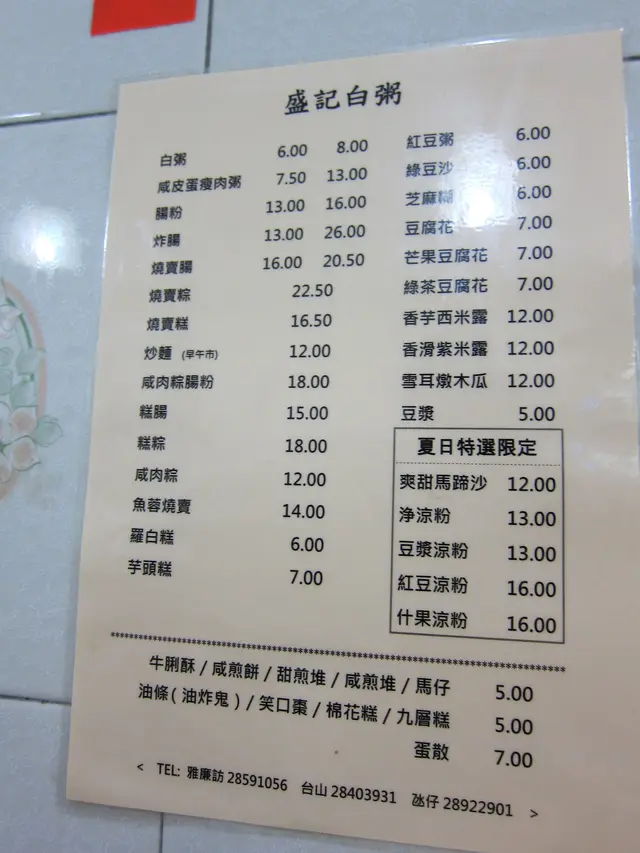 盛記白粥
白粥 6.00 8.00
咸皮蛋瘦肉粥 7.50 13.00
腸粉 13.00 16.00
炸腸 13.00 26.00
燒賣腸 16.00 20.50
燒賣粽 22.50
燒賣糕 16.50
炒麵 (早午市) 12.00
咸肉粽腸粉 18.00
糕腸 15.00
糕粽 18.00
咸肉粽 12.00
魚蓉燒賣 14.00
羅白糕 6.00
芋頭糕 7.00
紅豆粥 6.00
綠豆沙 6.00
芝麻糊 6.00
豆腐花 7.00
芒果豆腐花 7.00
綠茶豆腐花 7.00
香芋西米露 12.00
香滑紫米露 12.00
雪耳燉木瓜 12.00
豆漿 5.00
夏日特選限定
爽甜馬蹄沙 12.00
浄涼粉 13.00
豆漿涼粉 13.00
紅豆涼粉 16.00
什果涼粉 16.00
牛脷酥 / 咸煎餅 / 甜煎堆 / 咸煎堆 / 馬仔 5.00
油條 ( 油炸鬼 ) / 笑口棗 / 棉花糕 / 九層糕 5.00
蛋散 7.00
< TEL: 雅廉訪 28591056 台山 28403931 氹仔 28922901 >